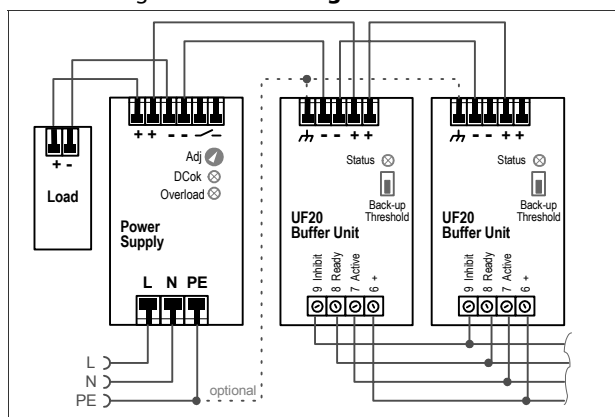 + +
- -
Adj
DCok
Overload
Power
Supply
L N PE
+ -
Load
- -
+ +
Status
Back-up
Threshold
UF20
Buffer Unit
9 Inhibit
8 Ready
7 Active
6 +
- -
+ +
Status
Back-up
Threshold
UF20
Buffer Unit
9 Inhibit
8 Ready
7 Active
6 +
L
N
PE
optional